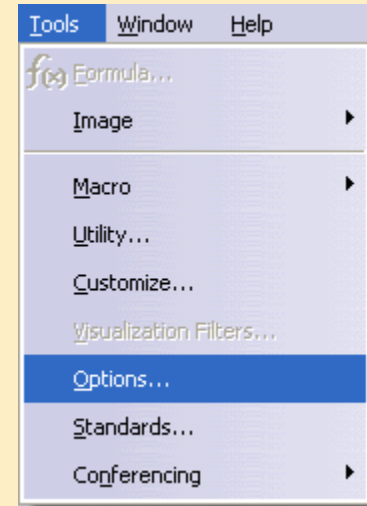 Tools Window Help
f(x) Formula...
Image
Macro
Utility...
Customize...
Visualization Filters...
Options...
Standards...
Conferencing